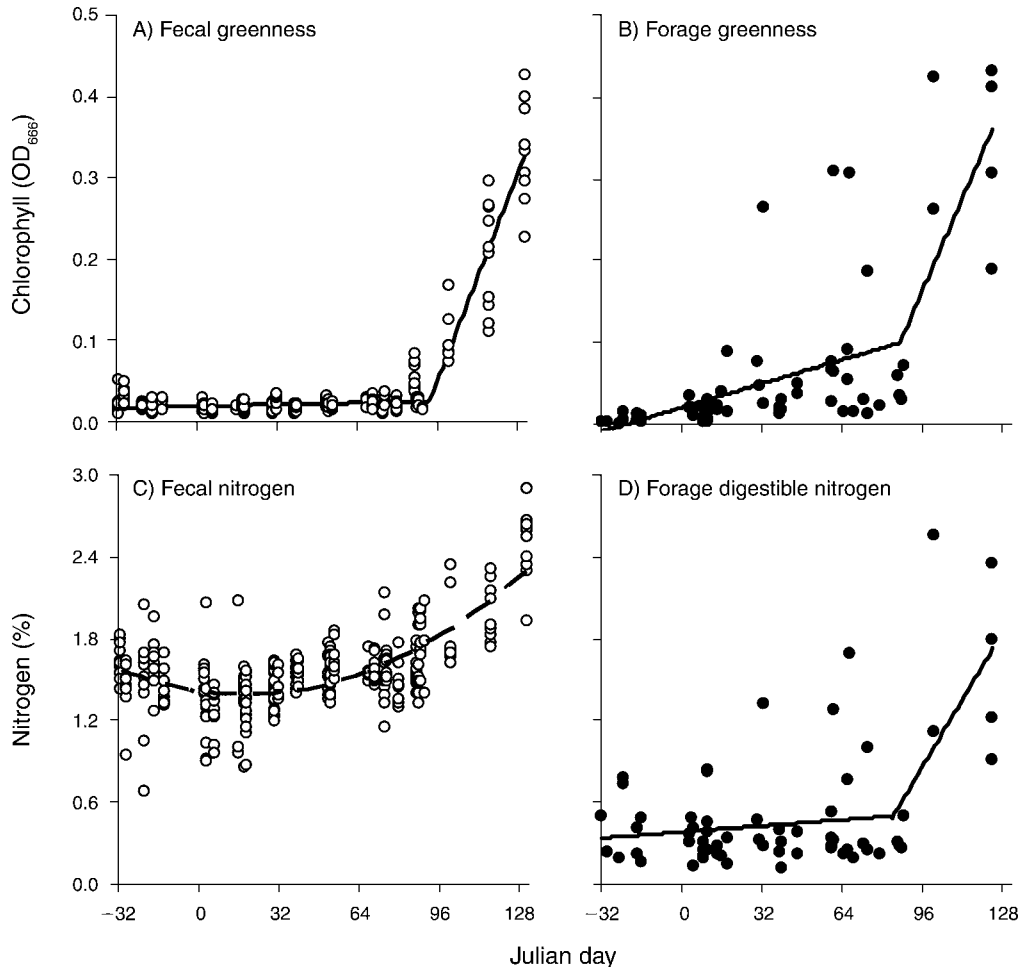 A) Fecal greenness
B) Forage greenness
0.5
0.4
0.3
0.2
0.1
0.0
Chlorophyll (OD666)
C) Fecal nitrogen
D) Forage digestible nitrogen
3.0
2.4
1.8
1.2
0.6
0.0
Nitrogen (%)
−32 0 32 64 96 128
−32 0 32 64 96 128
Julian day